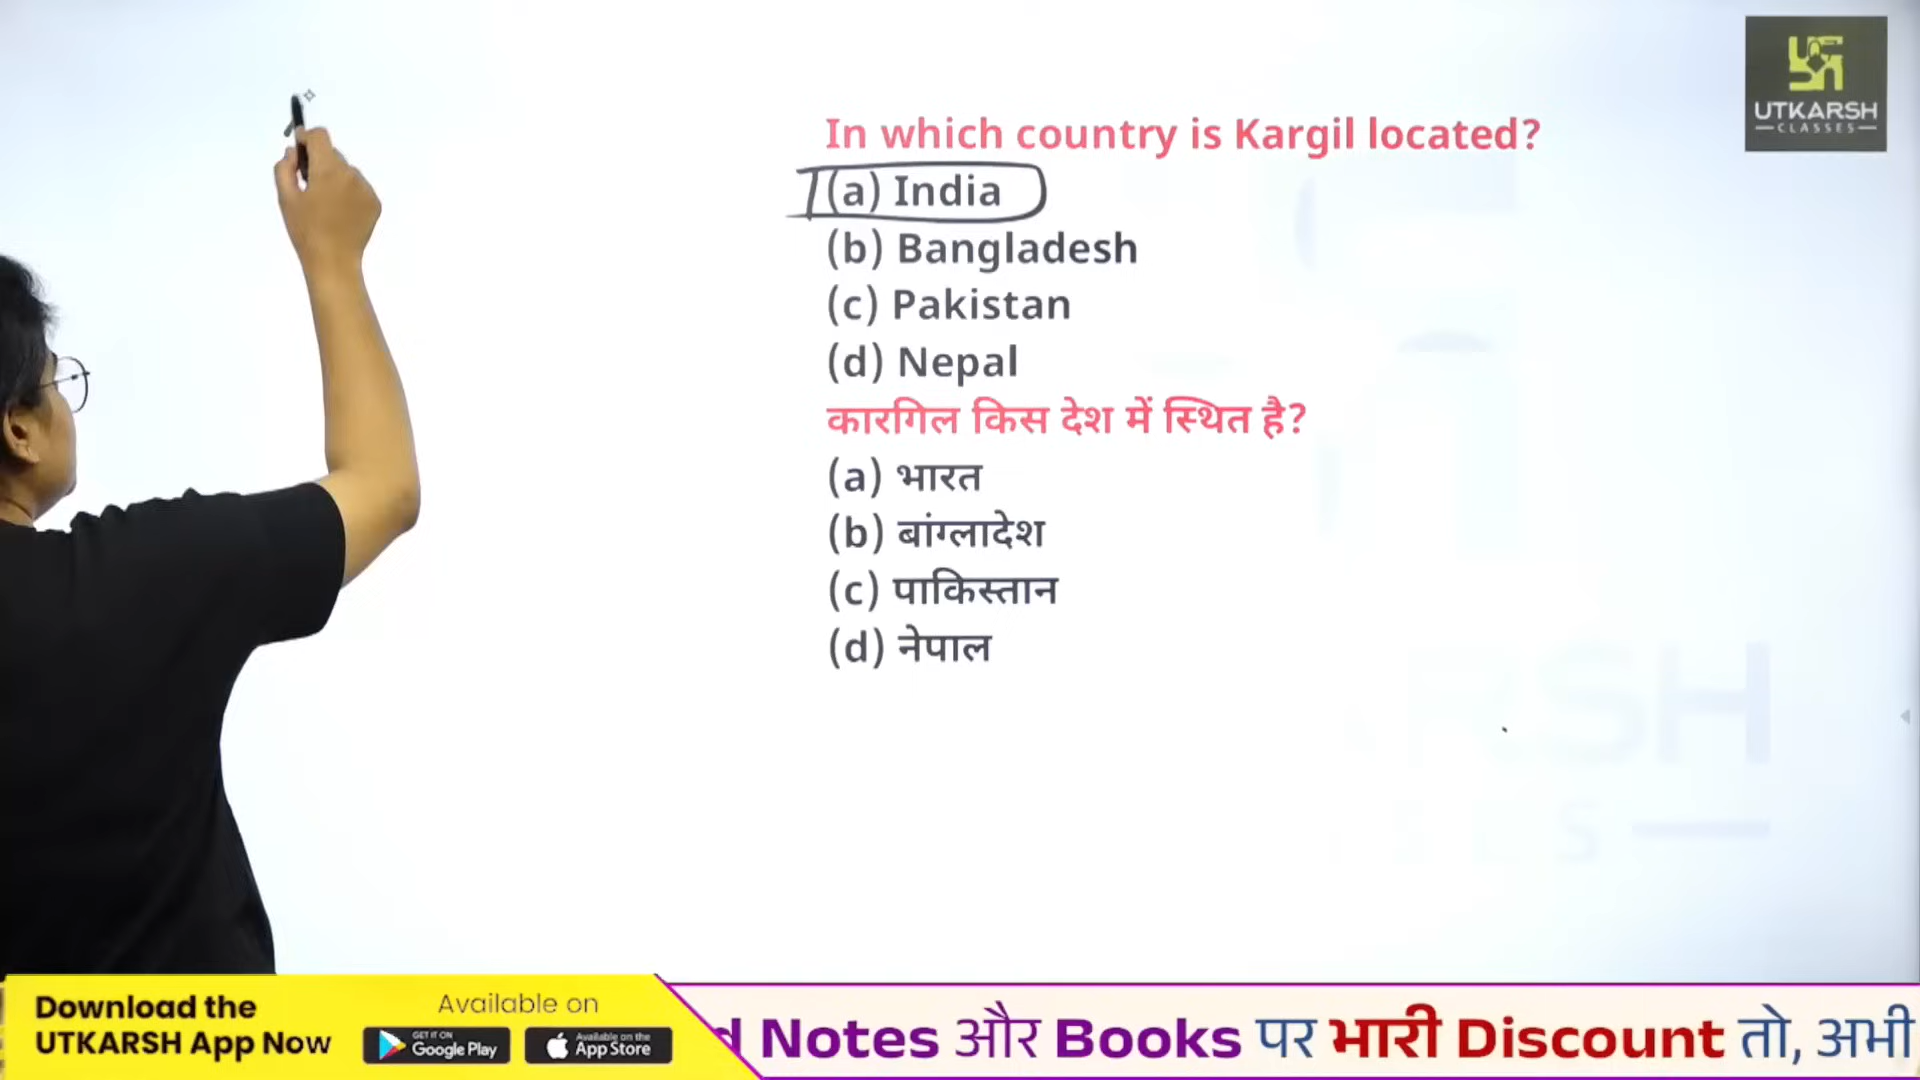 UTKARSH
CLASSES
In which country is Kargil located?
(a) India
(b) Bangladesh
(c) Pakistan
(d) Nepal
कारगिल किस देश में स्थित है?
(a) भारत
(b) बांग्लादेश
(c) पाकिस्तान
(d) नेपाल
Download the
UTKARSH App Now
Available on
GET IT ON
Google Play
Available on the
App Store
Notes और Books पर भारी Discount तो, अभी